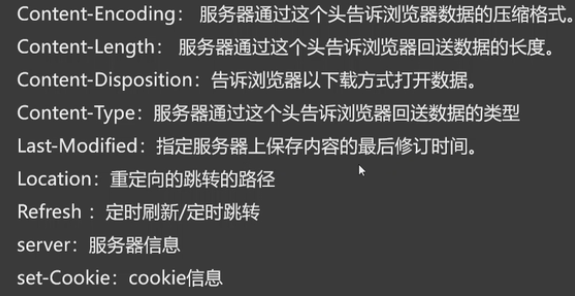 Content-Encoding： 服务器通过这个头告诉浏览器数据的压缩格式。
Content-Length： 服务器通过这个头告诉浏览器回送数据的长度。
Content-Disposition：告诉浏览器以下载方式打开数据。
Content-Type：服务器通过这个头告诉浏览器回送数据的类型
Last-Modified：指定服务器上保存内容的最后修订时间。
Location：重定向的跳转的路径
Refresh ：定时刷新/定时跳转
server：服务器信息
set-Cookie：cookie信息